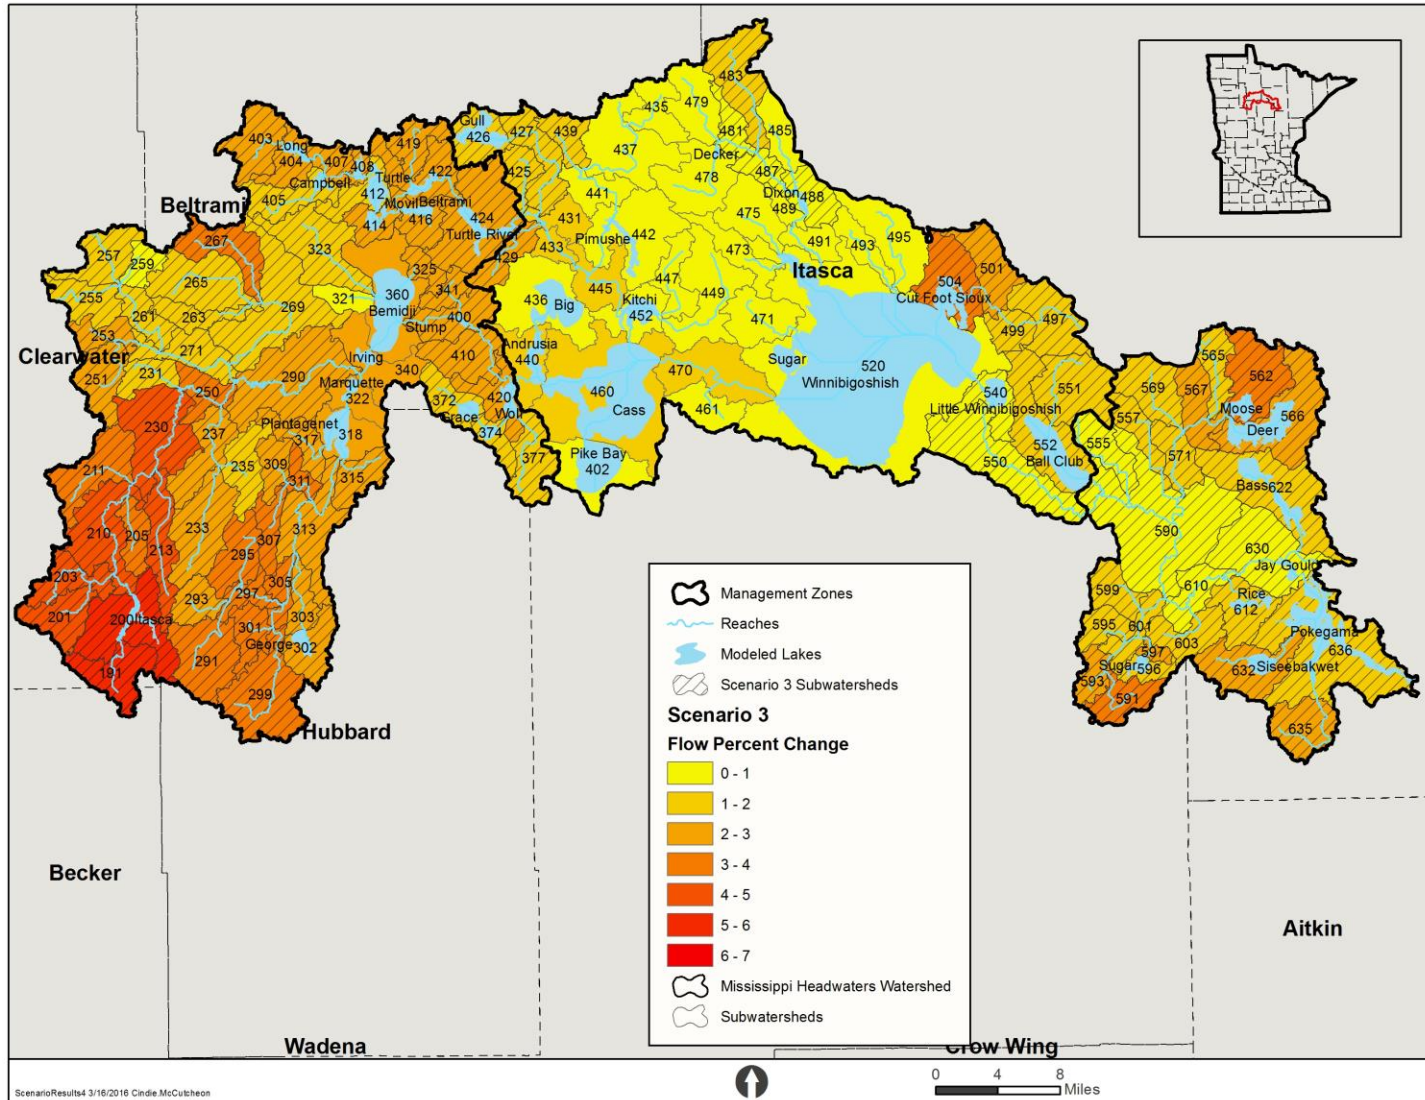 483
479
435
Gull
426
427
439
481
485
403
Long
404
407
408
419
437
Decker
422
425
487
478
Campbell
Turtle
Dixon
441
488
405
412
Movil
Beltrami
Beltrami
416
431
475
489
414
424
Pimushe
442
Turtle River
491
493
495
267
323
433
473
257
429
501
259
325
Itasca
265
445
447
504
341
449
436
Big
Kitchi
Cut Foot Sioux
255
269
321
360
Bemidji
452
471
499
497
261
263
400
Stump
253
271
410
Andrusia
Sugar
565
Clearwater
Irving
440
470
520
Winnibigoshish
562
251
231
290
340
569
567
Marquette
322
460
540
551
250
372
420
Cass
Little Winnibigoshish
Moose
566
Grace
Wolf
461
557
Deer
230
237
Plantagenet
317
318
374
552
Ball Club
555
235
309
Pike Bay
402
377
571
211
311
315
550
Bass
622
233
313
210
205
307
590
213
295
630
203
Jay Gould
305
599
610
293
297
Rice
612
201
200
Itasca
301
303
595
601
Pokegama
George
302
603
636
291
597
Sugar
596
632
Siseebakwet
191
593
299
591
635
Hubbard
Management Zones
Reaches
Modeled Lakes
Scenario 3 Subwatersheds
Scenario 3
Flow Percent Change
0 - 1
1 - 2
2 - 3
3 - 4
4 - 5
5 - 6
6 - 7
Mississippi Headwaters Watershed
Subwatersheds
Becker
Aitkin
Wadena
Crow Wing
ScenarioResults4 3/16/2016 Cindie.McCutcheon
0 4 8
Miles